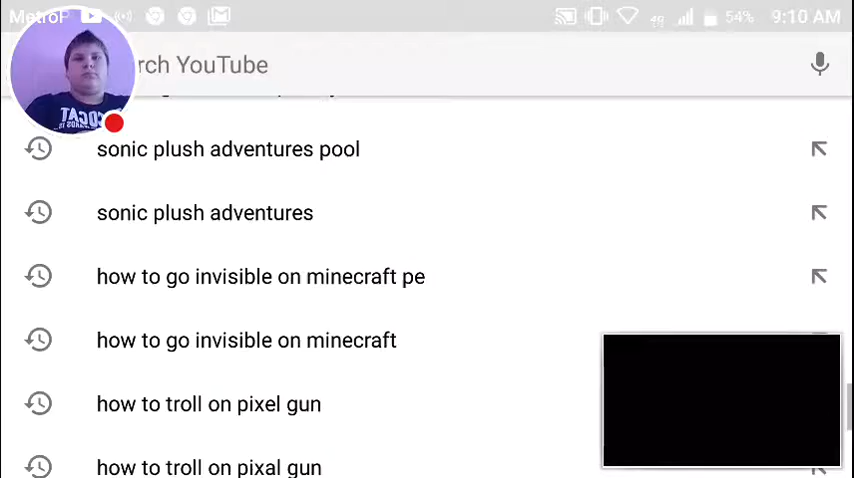 MetroP
54%
9:10 AM
rch YouTube
sonic plush adventures pool
sonic plush adventures
how to go invisible on minecraft pe
how to go invisible on minecraft
how to troll on pixel gun
how to troll on pixal gun